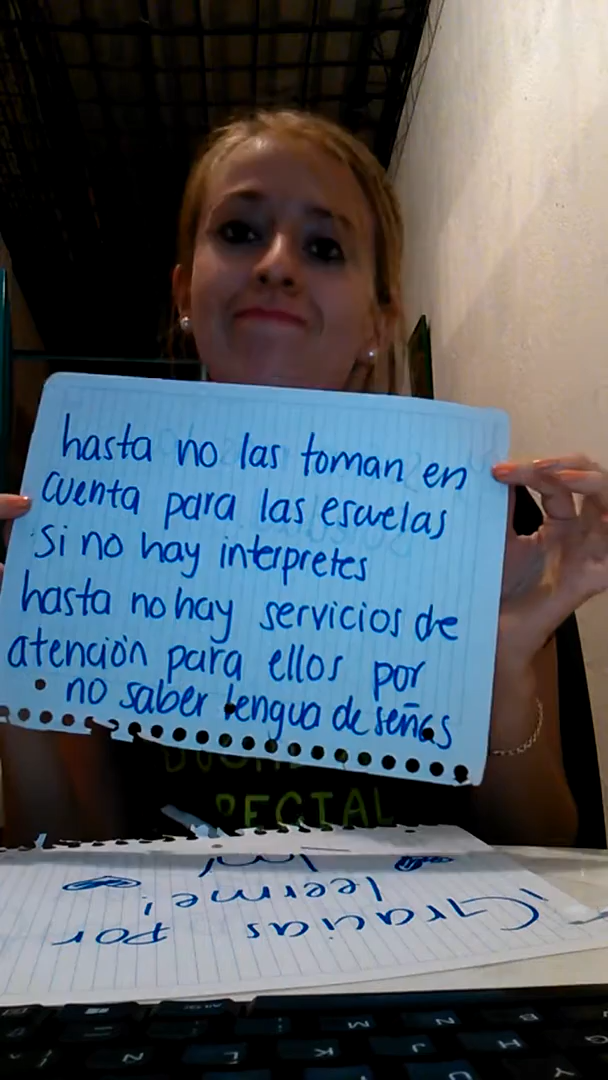 hasta no las toman en
cuenta para las escuelas
si no hay interpretes
hasta no hay servicios de
atención para ellos por
no saber lengua de señas
PECIAL
¡Gracias por
leerme!